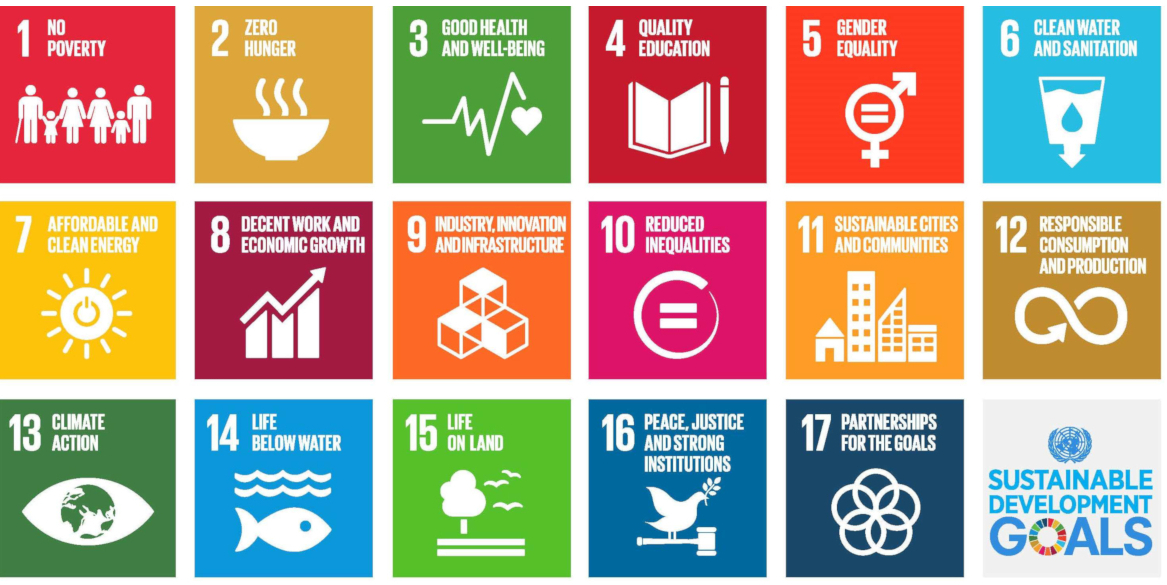 1 NO
POVERTY
2 ZERO
HUNGER
3 GOOD HEALTH
AND WELL-BEING
4 QUALITY
EDUCATION
5 GENDER
EQUALITY
6 CLEAN WATER
AND SANITATION
7 AFFORDABLE AND
CLEAN ENERGY
8 DECENT WORK AND
ECONOMIC GROWTH
9 INDUSTRY, INNOVATION
AND INFRASTRUCTURE
10 REDUCED
INEQUALITIES
11 SUSTAINABLE CITIES
AND COMMUNITIES
12 RESPONSIBLE
CONSUMPTION
AND PRODUCTION
13 CLIMATE
ACTION
14 LIFE
BELOW WATER
15 LIFE
ON LAND
16 PEACE, JUSTICE
AND STRONG
INSTITUTIONS
17 PARTNERSHIPS
FOR THE GOALS
SUSTAINABLE
DEVELOPMENT
GOALS